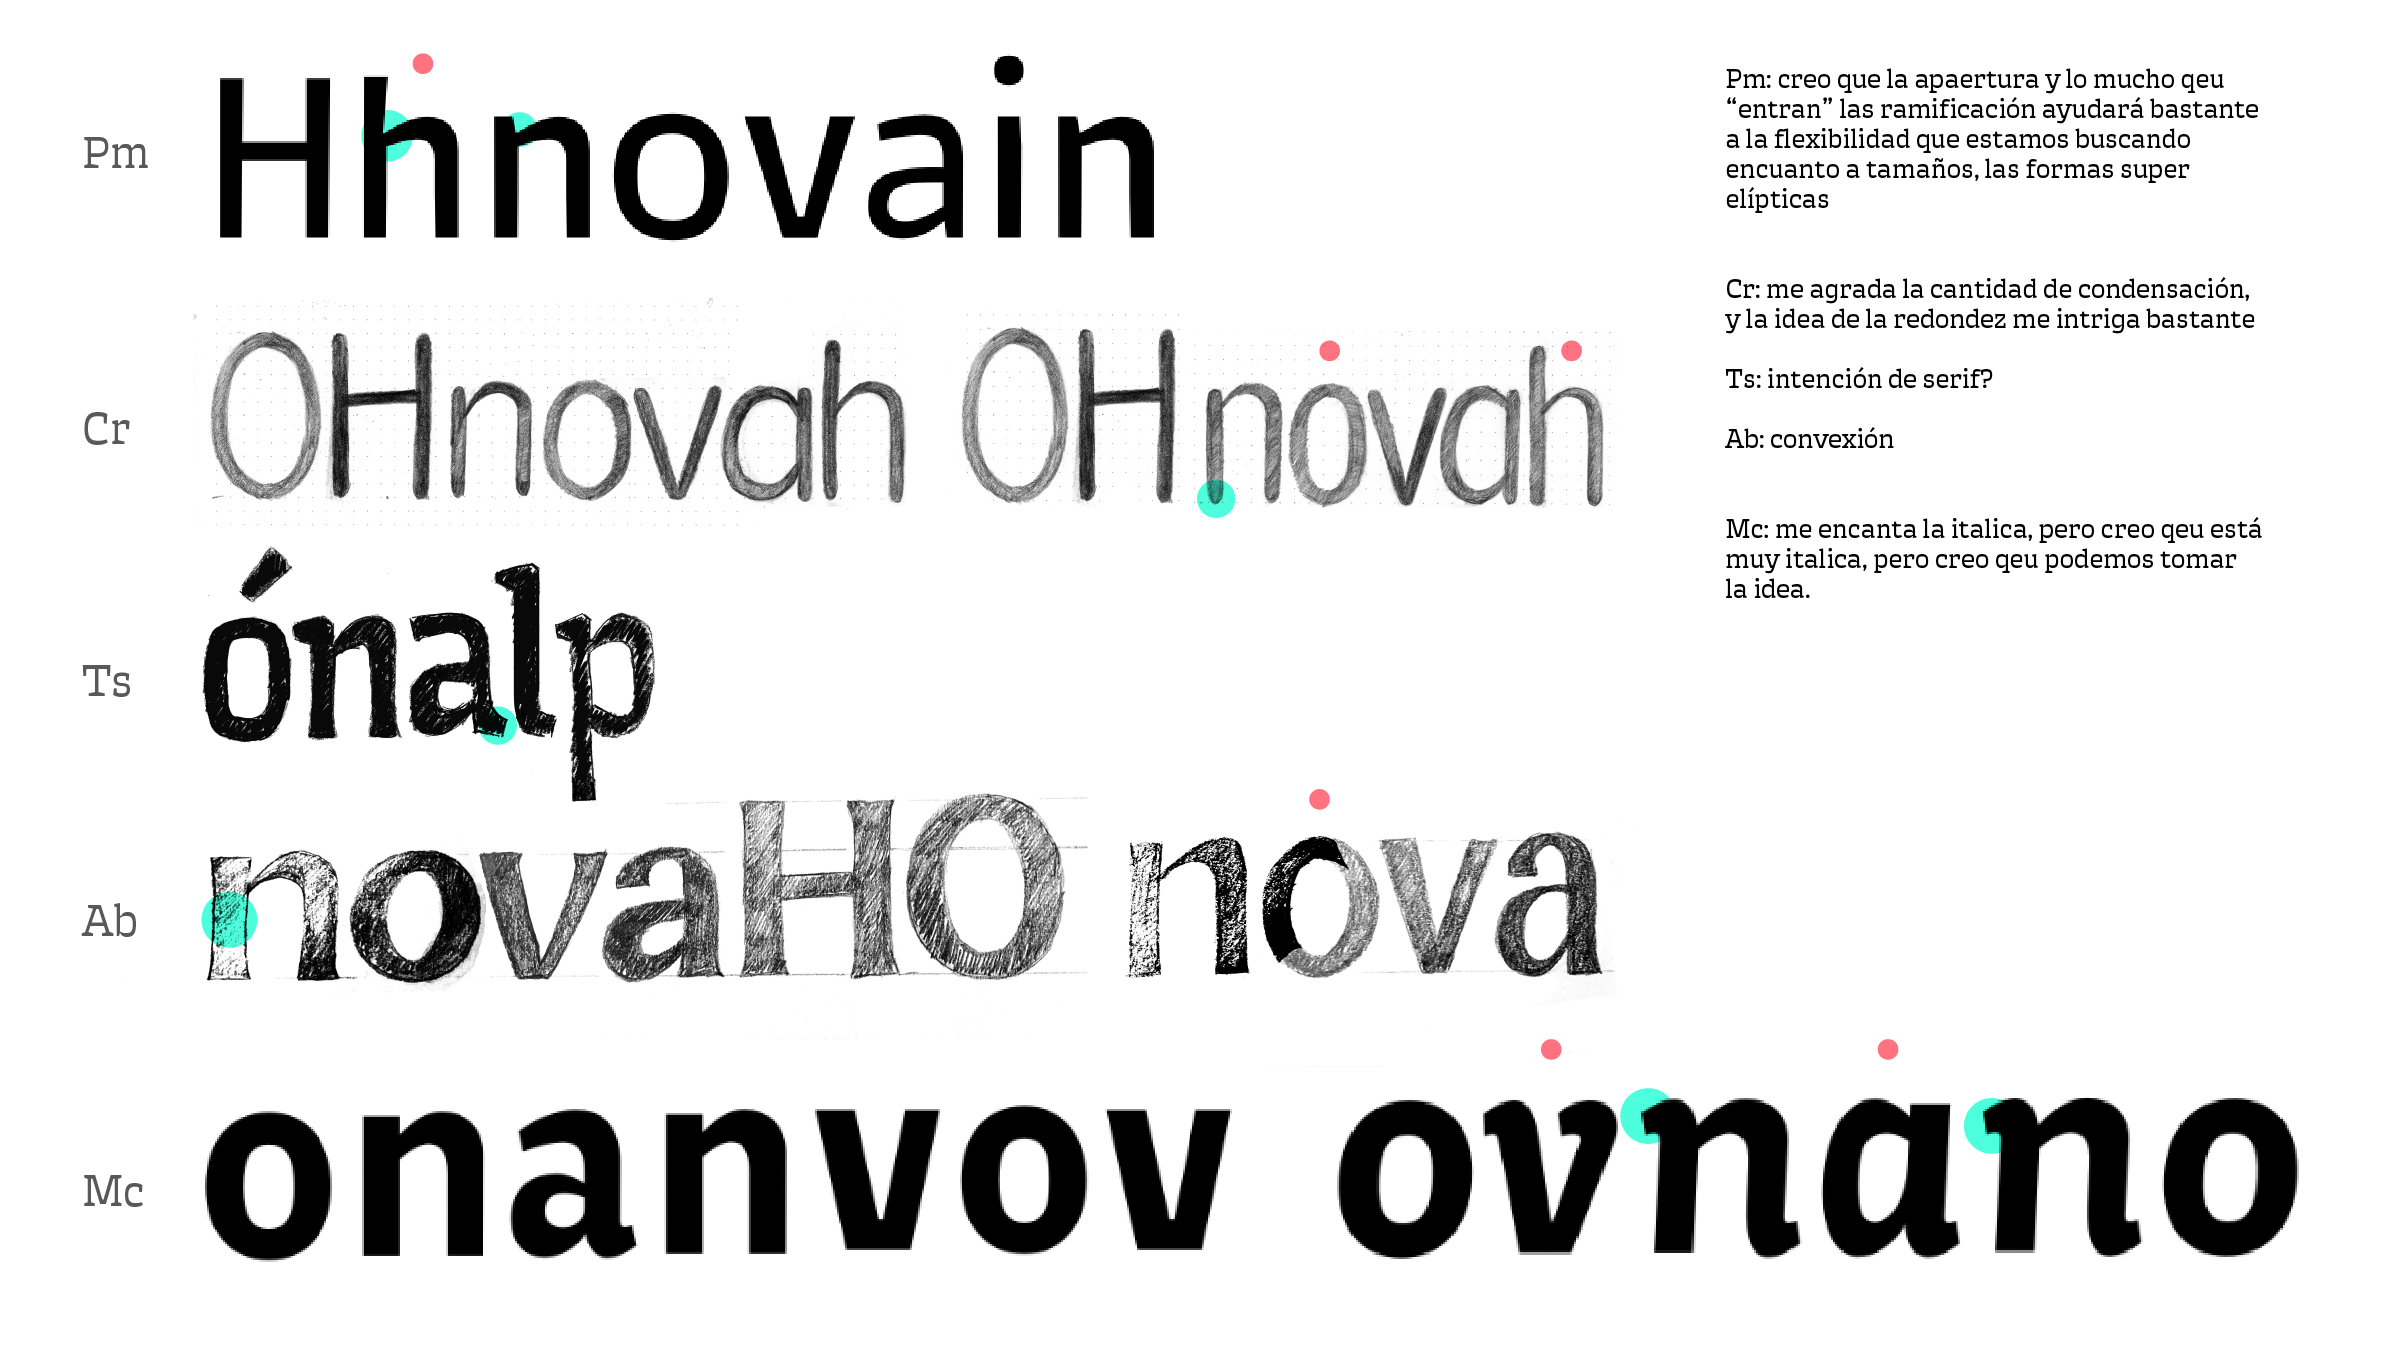 Pm
Hhnovain
Cr
OHnovah OHnovah
Ts
ónalp
Ab
novaHO nova
Mc
onanvov ovnano
Pm: creo que la apaertura y lo mucho qeu
“entran” las ramificación ayudará bastante
a la flexibilidad que estamos buscando
encuanto a tamaños, las formas super
elípticas
Cr: me agrada la cantidad de condensación,
y la idea de la redondez me intriga bastante
Ts: intención de serif?
Ab: convexión
Mc: me encanta la italica, pero creo qeu está
muy italica, pero creo qeu podemos tomar
la idea.